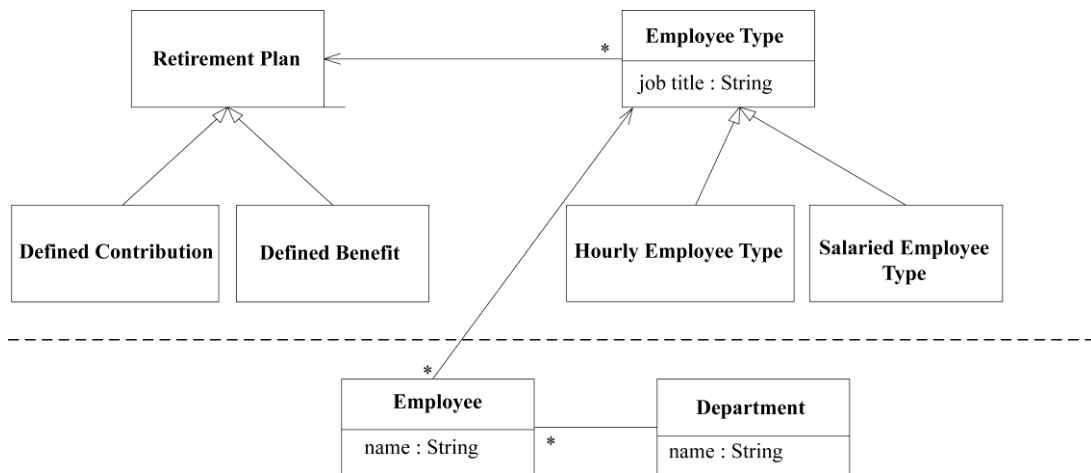 Employee Type
Retirement Plan
*
job title : String
Defined Contribution
Defined Benefit
Hourly Employee Type
Salaried Employee
Type
*
Employee
Department
name : String
*
name : String